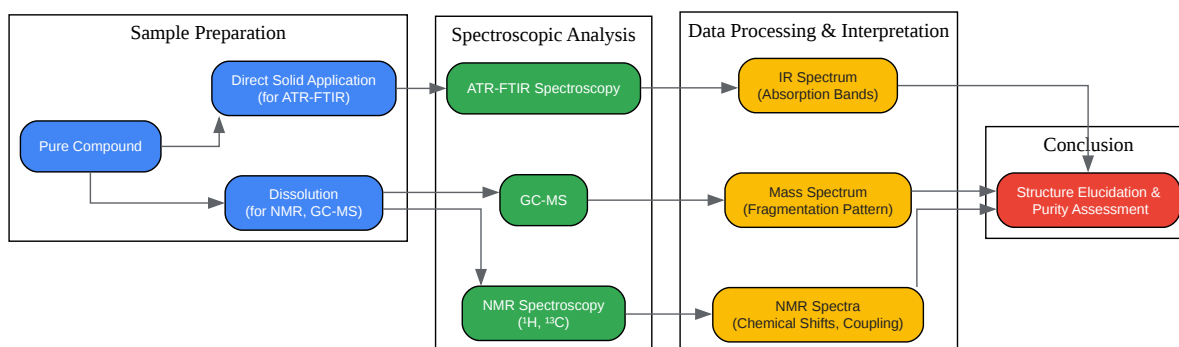 Sample Preparation
Direct Solid Application
(for ATR-FTIR)
Pure Compound
Dissolution
(for NMR, GC-MS)
Spectroscopic Analysis
ATR-FTIR Spectroscopy
GC-MS
NMR Spectroscopy
(¹H, ¹³C)
Data Processing & Interpretation
IR Spectrum
(Absorption Bands)
Mass Spectrum
(Fragmentation Pattern)
NMR Spectra
(Chemical Shifts, Coupling)
Conclusion
Structure Elucidation &
Purity Assessment